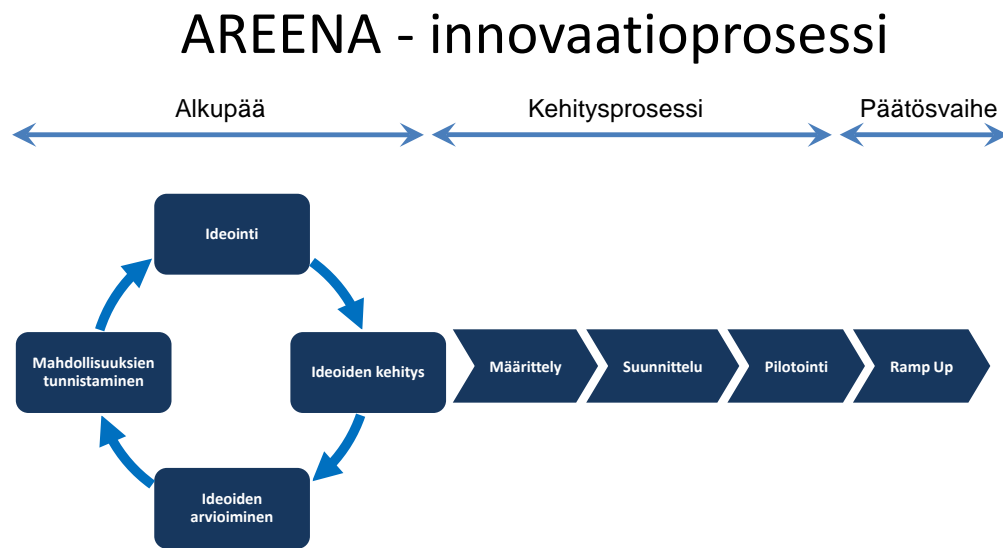 AREENA - innovaatioprosessi
Alkupää
Kehitysprosessi
Päätösvaihe
Ideointi
Mahdollisuuksien
tunnistaminen
Ideoiden kehitys
Määrittely
Suunnittelu
Pilotointi
Ramp Up
Ideoiden
arvioiminen